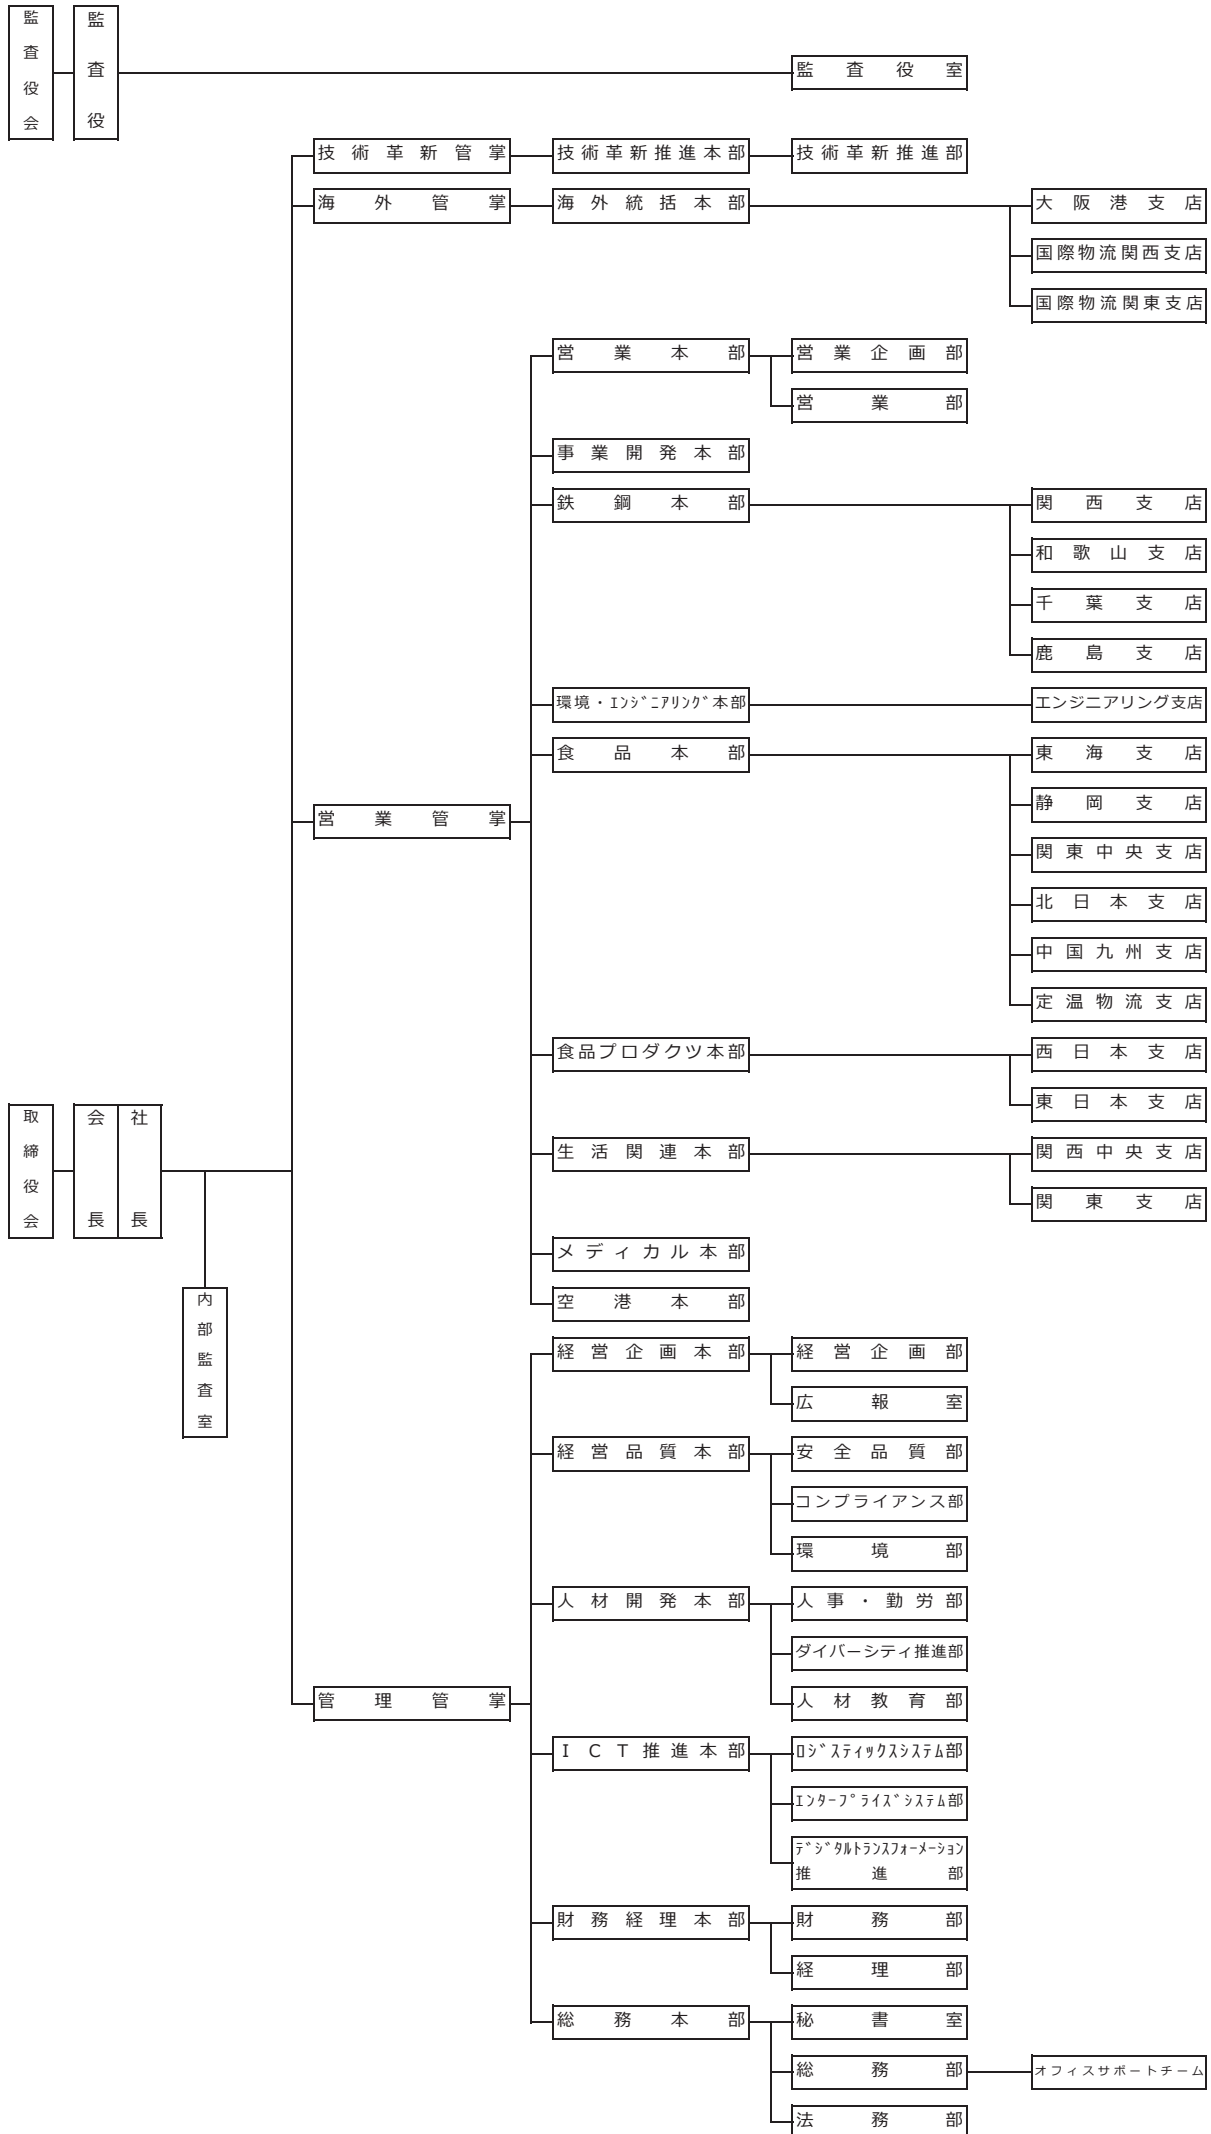 監査役会
監査役
監査役室
技術革新管掌
技術革新推進本部
技術革新推進部
海外管掌
海外統括本部
大阪港支店
国際物流関西支店
国際物流関東支店
営業本部
営業企画部
営業部
事業開発本部
鉄鋼本部
関西支店
和歌山支店
千葉支店
鹿島支店
環境・ｴﾝｼﾞﾆｱﾘﾝｸﾞ本部
エンジニアリング支店
食品本部
東海支店
静岡支店
営業管掌
関東中央支店
北日本支店
中国九州支店
定温物流支店
食品プロダクツ本部
西日本支店
東日本支店
取締役会
会長
社長
生活関連本部
関西中央支店
関東支店
メディカル本部
空港本部
内部監査室
経営企画本部
経営企画部
広報室
経営品質本部
安全品質部
コンプライアンス部
環境部
人材開発本部
人事・勤労部
ダイバーシティ推進部
管理管掌
人材教育部
ＩＣＴ推進本部
ﾛｼﾞｽﾃｨｯｸｽｼｽﾃﾑ部
ｴﾝﾀｰﾌﾟﾗｲｽﾞｼｽﾃﾑ部
ﾃﾞｼﾞﾀﾙﾄﾗﾝｽﾌｫｰﾒｰｼｮﾝ
推進部
財務経理本部
財務部
経理部
総務本部
秘書室
総務部
オフィスサポートチーム
法務部